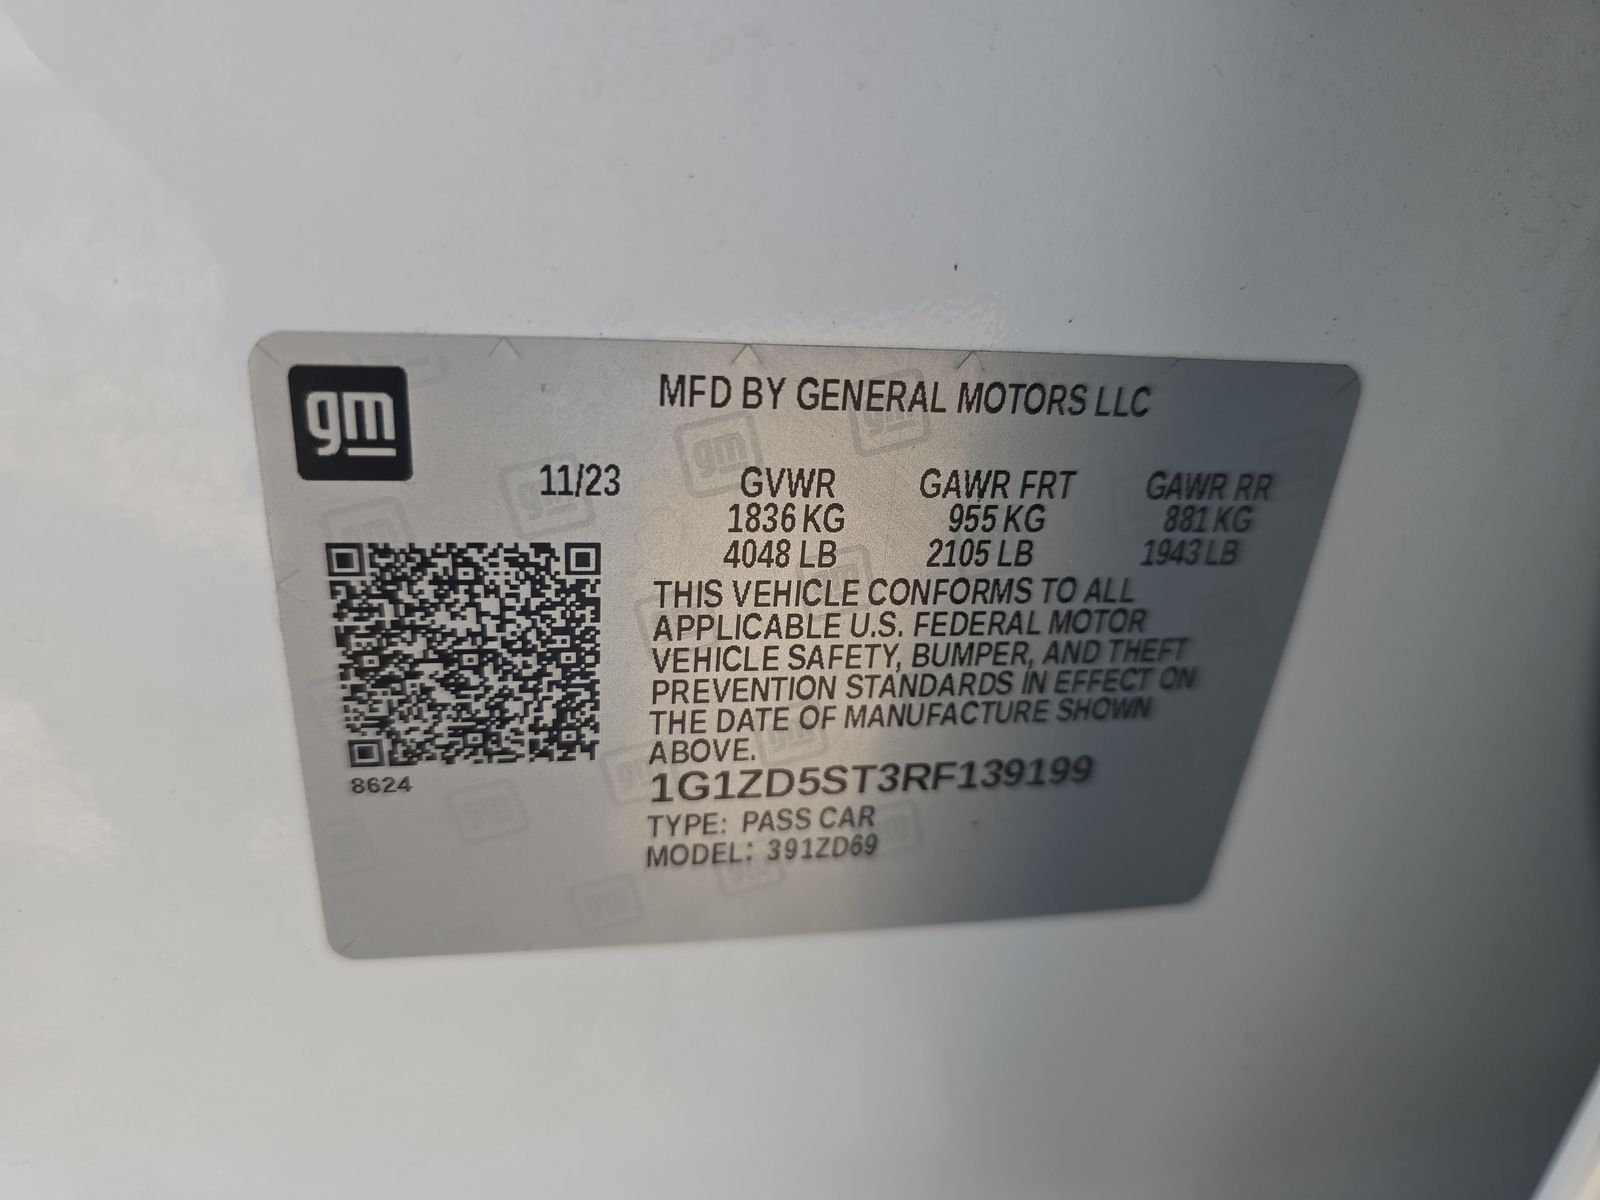 gm
MFD BY GENERAL MOTORS LLC
11/23 GVWR GAWR FRT GAWR RR
1836 KG 955 KG 881 KG
4048 LB 2105 LB 1943 LB
THIS VEHICLE CONFORMS TO ALL
APPLICABLE U.S. FEDERAL MOTOR
VEHICLE SAFETY, BUMPER, AND THEFT
PREVENTION STANDARDS IN EFFECT ON
THE DATE OF MANUFACTURE SHOWN
ABOVE.
8624
1G1ZD5ST3RF139199
TYPE: PASS CAR
MODEL: 391ZD69